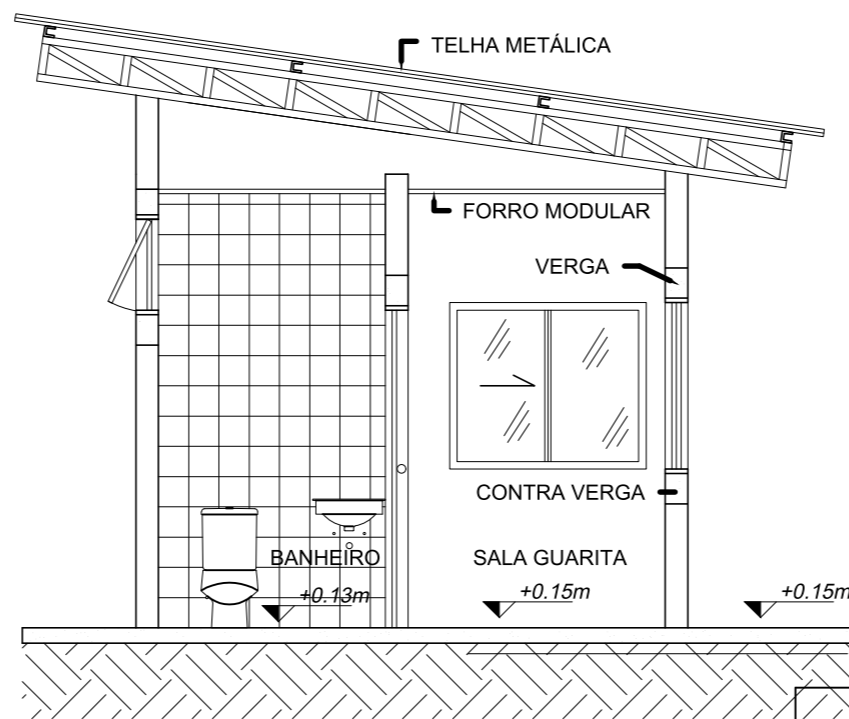 TELHA METÁLICA
FORRO MODULAR
VERGA
CONTRA VERGA
BANHEIRO
SALA GUARITA
+0.13m
+0.15m
+0.15m